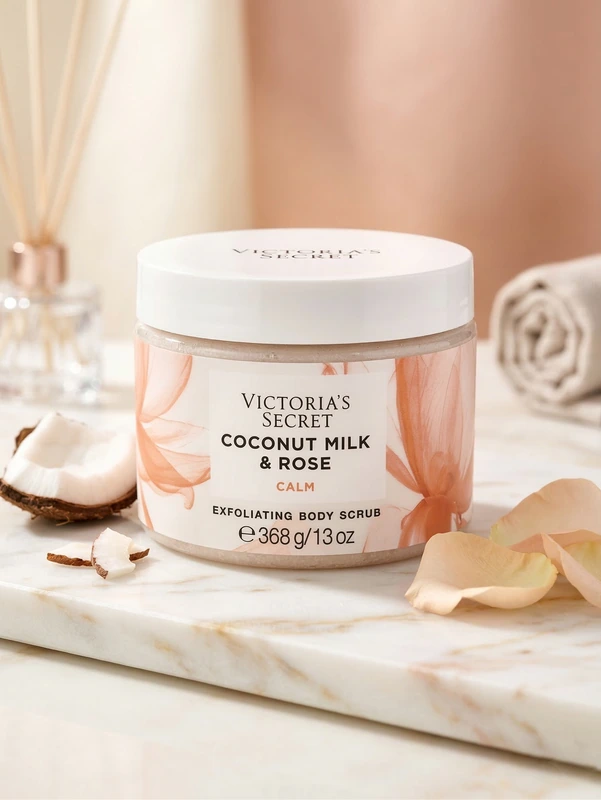 VICTORIA'S
SECRET
VICTORIA'S
SECRET
COCONUT MILK
& ROSE
CALM
EXFOLIATING BODY SCRUB
℮368 g/13 oz